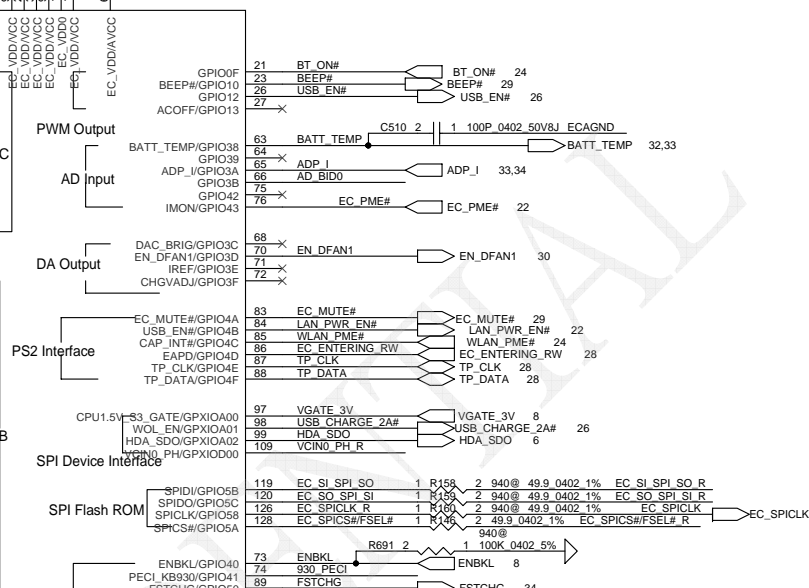 EC_VDD/VCC EC_VDD/VCC EC_VDD/VCC EC_VDD/VCC EC_VDD0 EC_VDD/VCC EC_VDD/AVCC
GPIO0F 21 BT_ON# BT_ON# 24
BEEP#/GPIO10 23 BEEP# BEEP# 29
GPIO12 26 USB_EN# USB_EN# 26
ACOFF/GPIO13 27
PWM Output
C510 2 1 100P_0402_50V8J ECAGND
BATT_TEMP/GPIO38 63 BATT_TEMP BATT_TEMP 32,33
GPIO39 64
ADP_I/GPIO3A 65 ADP_I ADP_I 33,34
AD Input
GPIO3B 66 AD_BID0
GPIO42 75
IMON/GPIO43 76 EC_PME# EC_PME# 22
DAC_BRIG/GPIO3C 68
EN_DFAN1/GPIO3D 70 EN_DFAN1 EN_DFAN1 30
DA Output
IREF/GPIO3E 71
CHGVADJ/GPIO3F 72
EC_MUTE#/GPIO4A 83 EC_MUTE# EC_MUTE# 29
USB_EN#/GPIO4B 84 LAN_PWR_EN# LAN_PWR_EN# 22
CAP_INT#/GPIO4C 85 WLAN_PME# WLAN_PME# 24
PS2 Interface
EAPD/GPIO4D 86 EC_ENTERING_RW EC_ENTERING_RW 28
TP_CLK/GPIO4E 87 TP_CLK TP_CLK 28
TP_DATA/GPIO4F 88 TP_DATA TP_DATA 28
CPU1.5V_S3_GATE/GPXIOA00 97 VGATE_3V VGATE_3V 8
WOL_EN/GPXIOA01 98 USB_CHARGE_2A# USB_CHARGE_2A# 26
HDA_SDO/GPXIOA02 99 HDA_SDO HDA_SDO 6
VCIN0_PH/GPXIOD00 109 VCIN0_PH_R
SPI Device Interface
SPIDI/GPIO5B 119 EC_SI_SPI_SO 1 R158 2 940@ 49.9_0402_1% EC_SI_SPI_SO_R
SPIDO/GPIO5C 120 EC_SO_SPI_SI 1 R159 2 940@ 49.9_0402_1% EC_SO_SPI_SI_R
SPI Flash ROM
SPICLK/GPIO58 126 EC_SPICLK_R 1 R160 2 940@ 49.9_0402_1% EC_SPICLK EC_SPICLK
SPICS#/GPIO5A 128 EC_SPICS#/FSEL# 1 R146 2 49.9_0402_1% EC_SPICS#/FSEL#_R
940@
R691 2 1 100K_0402_5%
ENBKL/GPIO40 73 ENBKL ENBKL 8
PECI_KB930/GPIO41 74 930_PECI
FSTCHG/GPIO50 89 FSTCHG FSTCHG 34
ENTIAL